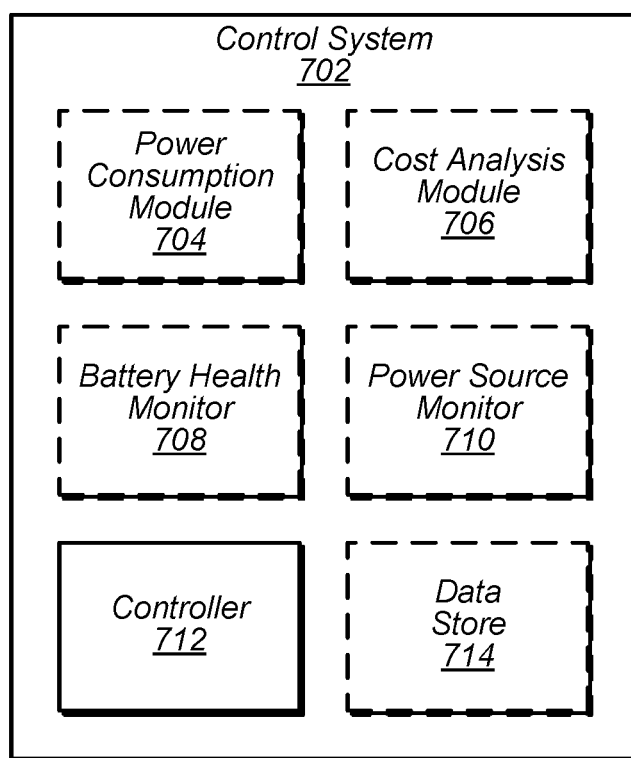 Control System
702
Power
Consumption
Module
704
Cost Analysis
Module
706
Battery Health
Monitor
708
Power Source
Monitor
710
Controller
712
Data
Store
714